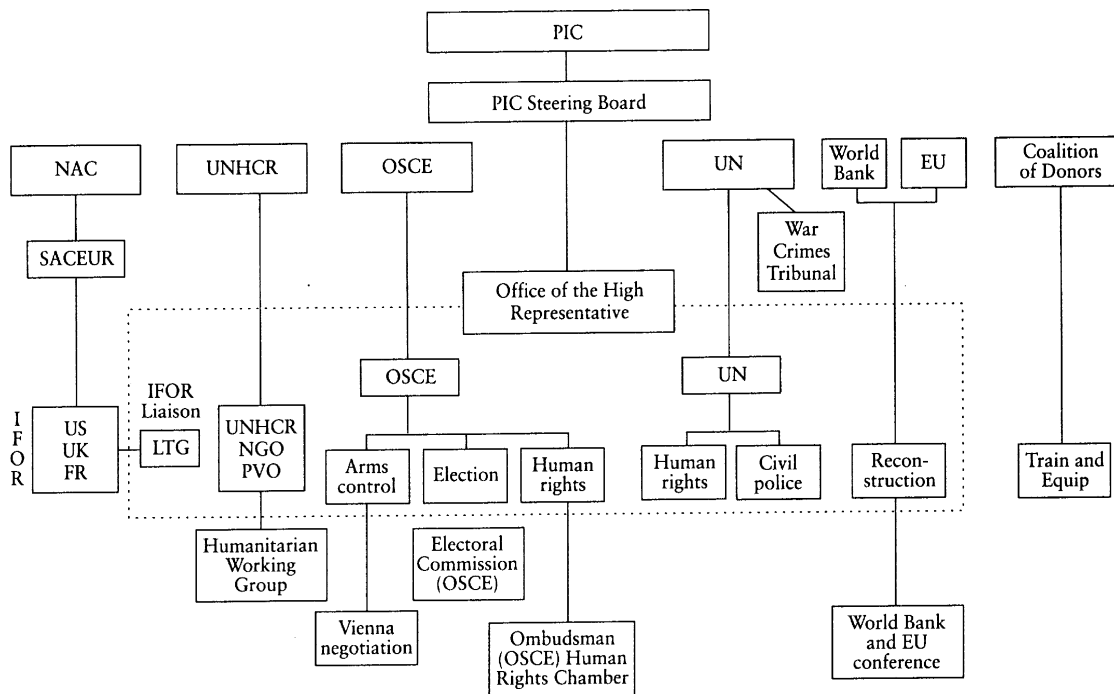 PIC
PIC Steering Board
NAC
UNHCR
OSCE
UN
World
Bank
EU
Coalition
of Donors
SACEUR
War
Crimes
Tribunal
Office of the High
Representative
OSCE
UN
IFOR
IFOR
Liaison
US
UK
FR
LTG
UNHCR
NGO
PVO
Arms
control
Election
Human
rights
Human
rights
Civil
police
Recon-
struction
Train and
Equip
Humanitarian
Working
Group
Electoral
Commission
(OSCE)
Vienna
negotiation
Ombudsman
(OSCE) Human
Rights Chamber
World Bank
and EU
conference